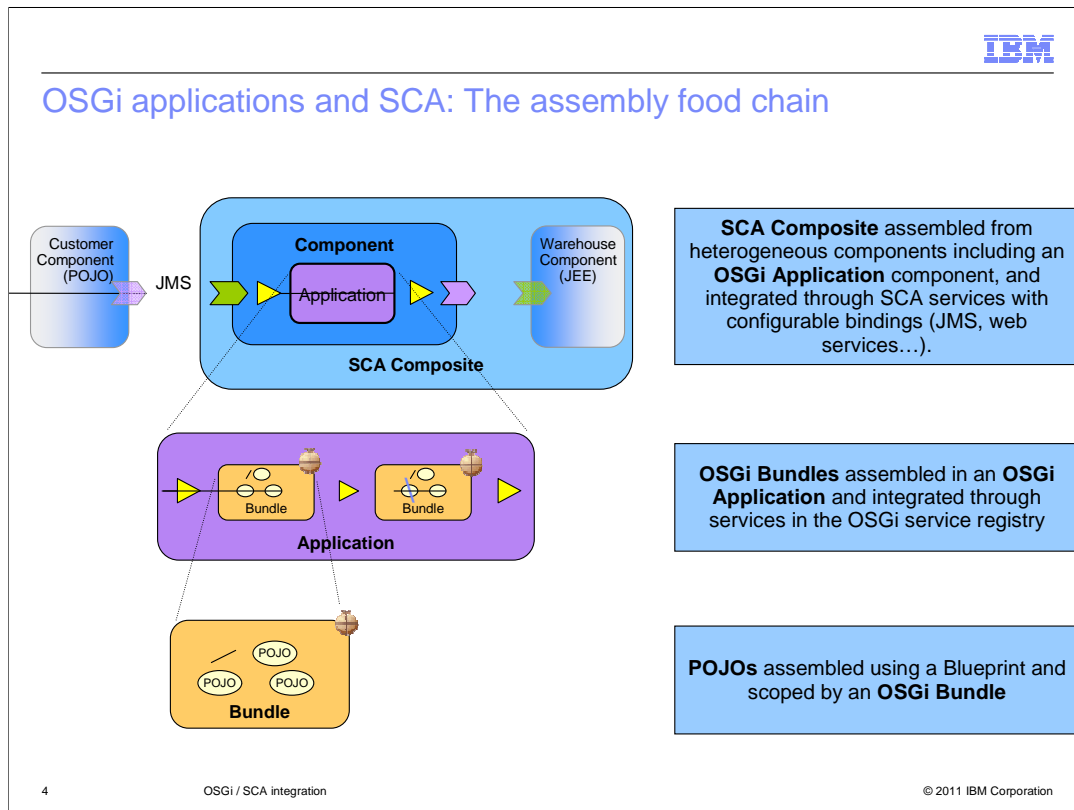 IBM
OSGi applications and SCA: The assembly food chain
Customer
Component
(POJO)
JMS
Component
Application
SCA Composite
Warehouse
Component
(JEE)
SCA Composite assembled from
heterogeneous components including an
OSGi Application component, and
integrated through SCA services with
configurable bindings (JMS, web
services…).
Bundle
Bundle
Application
OSGi Bundles assembled in an OSGi
Application and integrated through
services in the OSGi service registry
POJO
POJO
POJO
Bundle
POJOs assembled using a Blueprint and
scoped by an OSGi Bundle
4
OSGi / SCA integration
© 2011 IBM Corporation